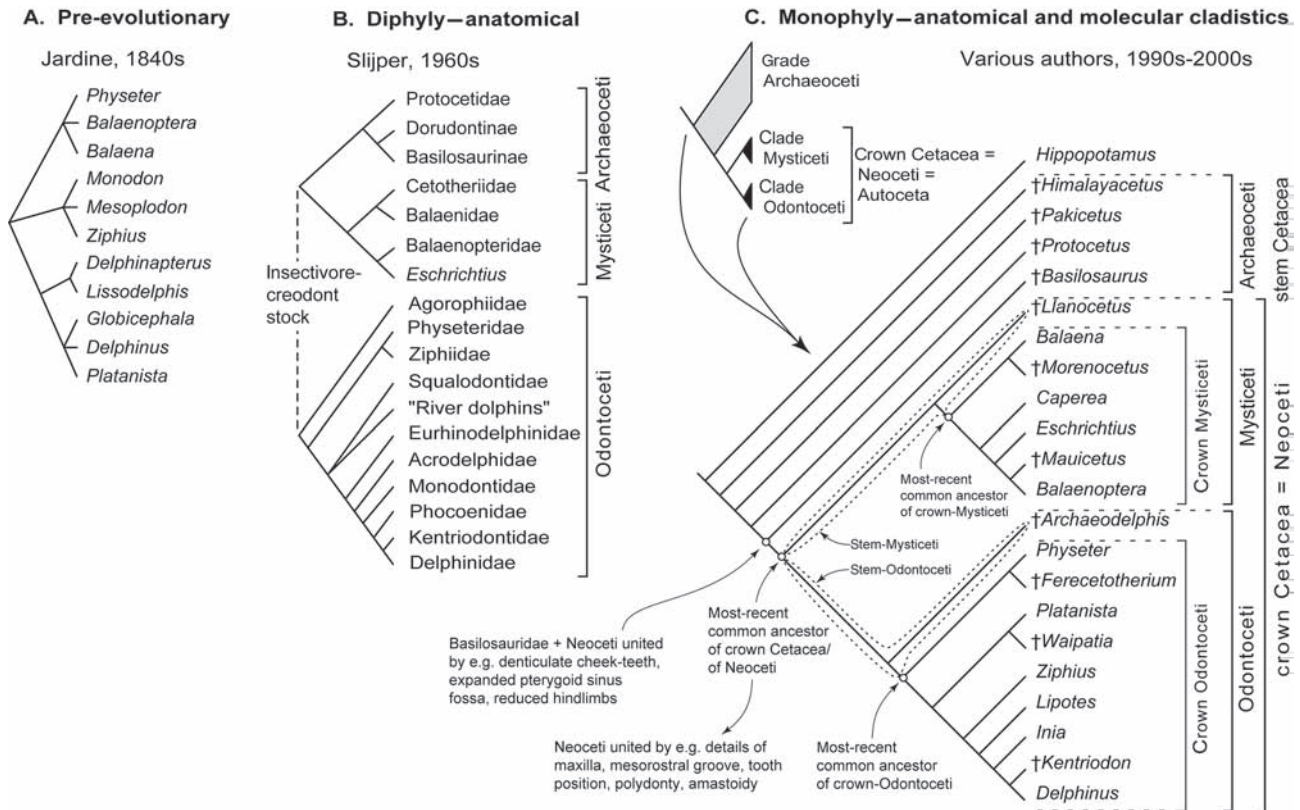 A. Pre-evolutionary
Jardine, 1840s
Physeter
Balaenoptera
Balaena
Monodon
Mesoplodon
Ziphius
Delphinapterus
Lissodelphis
Globicephala
Delphinus
Platanista
B. Diphyly—anatomical
Slijper, 1960s
Protocetidae
Dorudontinae
Basilosaurinae
Cetotheriidae
Balaenidae
Balaenopteridae
Eschrichtius
Agorophiidae
Physeteridae
Ziphiidae
Squalodontidae
"River dolphins"
Eurhinodelphinidae
Acrodelphidae
Monodontidae
Phocoenidae
Kentriodontidae
Delphinidae
Archaeoceti
Mysticeti
Odontoceti
Insectivore-
creodont
stock
C. Monophyly—anatomical and molecular cladistics
Various authors, 1990s-2000s
Grade
Archaeoceti
Clade
Mysticeti
Clade
Odontoceti
Crown Cetacea =
Neoceti =
Autoceta
Hippopotamus
†Himalayacetus
†Pakicetus
†Protocetus
†Basilosaurus
†Llanocetus
Balaena
†Morenocetus
Caperea
Eschrichtius
†Mauicetus
Balaenoptera
†Archaeodelphis
Physeter
†Ferecetotherium
Platanista
†Waipatia
Ziphius
Lipotes
Inia
†Kentriodon
Delphinus
Archaeoceti
stem Cetacea
Crown Mysticeti
Mysticeti
Crown Odontoceti
Odontoceti
crown Cetacea = Neoceti
Most-recent
common ancestor
of crown-Mysticeti
Stem-Mysticeti
Stem-Odontoceti
Basilosauridae + Neoceti united
by e.g. denticulate cheek-teeth,
expanded pterygoid sinus
fossa, reduced hindlimbs
Most-recent
common ancestor
of crown Cetacea/
of Neoceti
Neoceti united by e.g. details of
maxilla, mesorostral groove, tooth
position, polydonty, amastoidy
Most-recent
common ancestor
of crown-Odontoceti